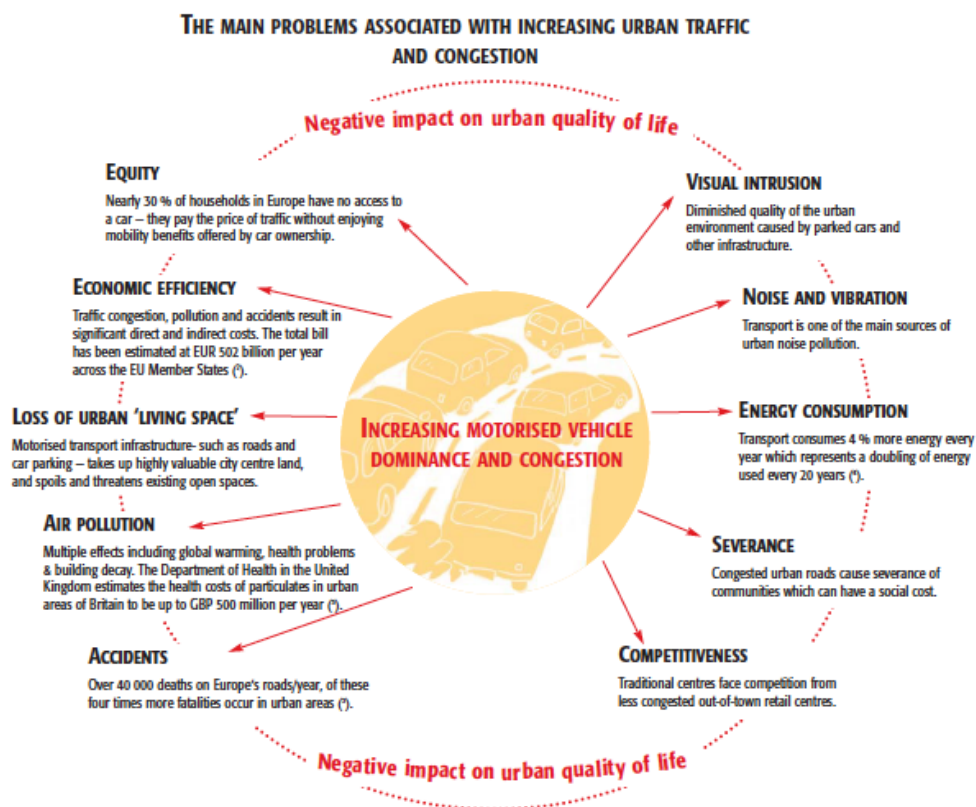 THE MAIN PROBLEMS ASSOCIATED WITH INCREASING URBAN TRAFFIC
AND CONGESTION
Negative impact on urban quality of life
EQUITY
Nearly 30 % of households in Europe have no access to
a car – they pay the price of traffic without enjoying
mobility benefits offered by car ownership.
ECONOMIC EFFICIENCY
Traffic congestion, pollution and accidents result in
significant direct and indirect costs. The total bill
has been estimated at EUR 502 billion per year
across the EU Member States ( ).
LOSS OF URBAN ‘LIVING SPACE’
Motorised transport infrastructure- such as roads and
car parking – takes up highly valuable city centre land,
and spoils and threatens existing open spaces.
AIR POLLUTION
Multiple effects including global warming, health problems
& building decay. The Department of Health in the United
Kingdom estimates the health costs of particulates in urban
areas of Britain to be up to GBP 500 million per year ( ).
ACCIDENTS
Over 40 000 deaths on Europe's roads/year, of these
four times more fatalities occur in urban areas ( ).
INCREASING MOTORISED VEHICLE
DOMINANCE AND CONGESTION
VISUAL INTRUSION
Diminished quality of the urban
environment caused by parked cars and
other infrastructure.
NOISE AND VIBRATION
Transport is one of the main sources of
urban noise pollution.
ENERGY CONSUMPTION
Transport consumes 4 % more energy every
year which represents a doubling of energy
used every 20 years ( ).
SEVERANCE
Congested urban roads cause severance of
communities which can have a social cost.
COMPETITIVENESS
Traditional centres face competition from
less congested out-of-town retail centres.
Negative impact on urban quality of life